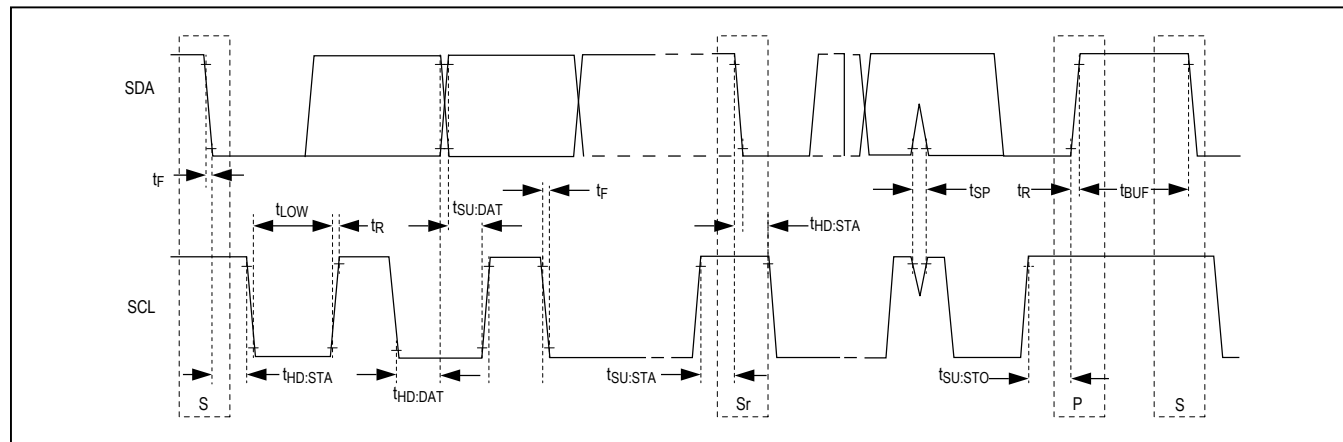 SDA
tF
tLOW
tR
tSU:DAT
tF
tHD:STA
tSP
tR
tBUF
SCL
tHD:STA
tHD:DAT
tSU:STA
tSU:STO
S
Sr
P
S